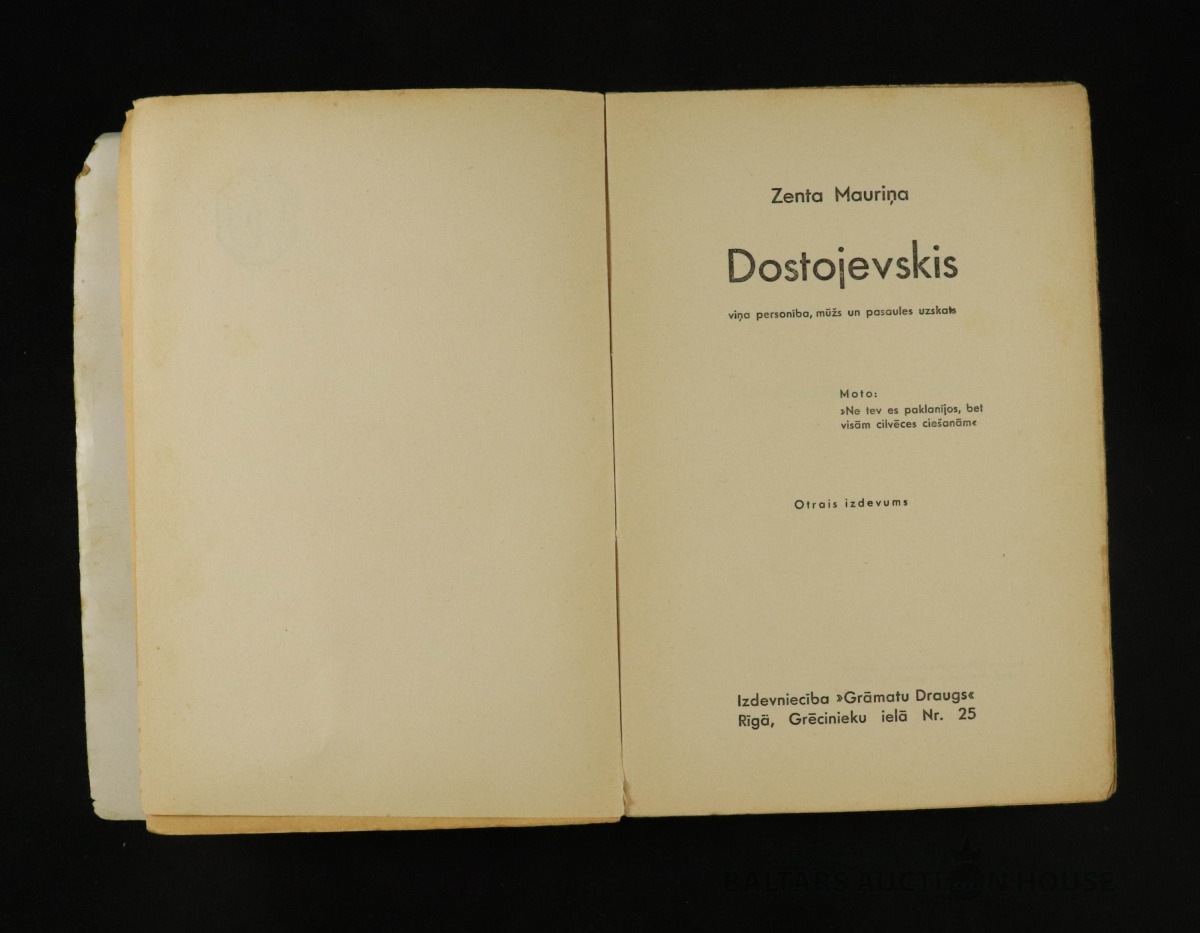 Zenta Mauriņa
Dostojevskis
viņa personība, mūžs un pasaules uzskats
Moto:
»Ne tev es paklanījos, bet
visām cilvēces ciešanām«
Otrais izdevums
Izdevniecība »Grāmatu Draugs«
Rīgā, Grēcinieku ielā Nr. 25
BALTARS AUCTION HOUSE